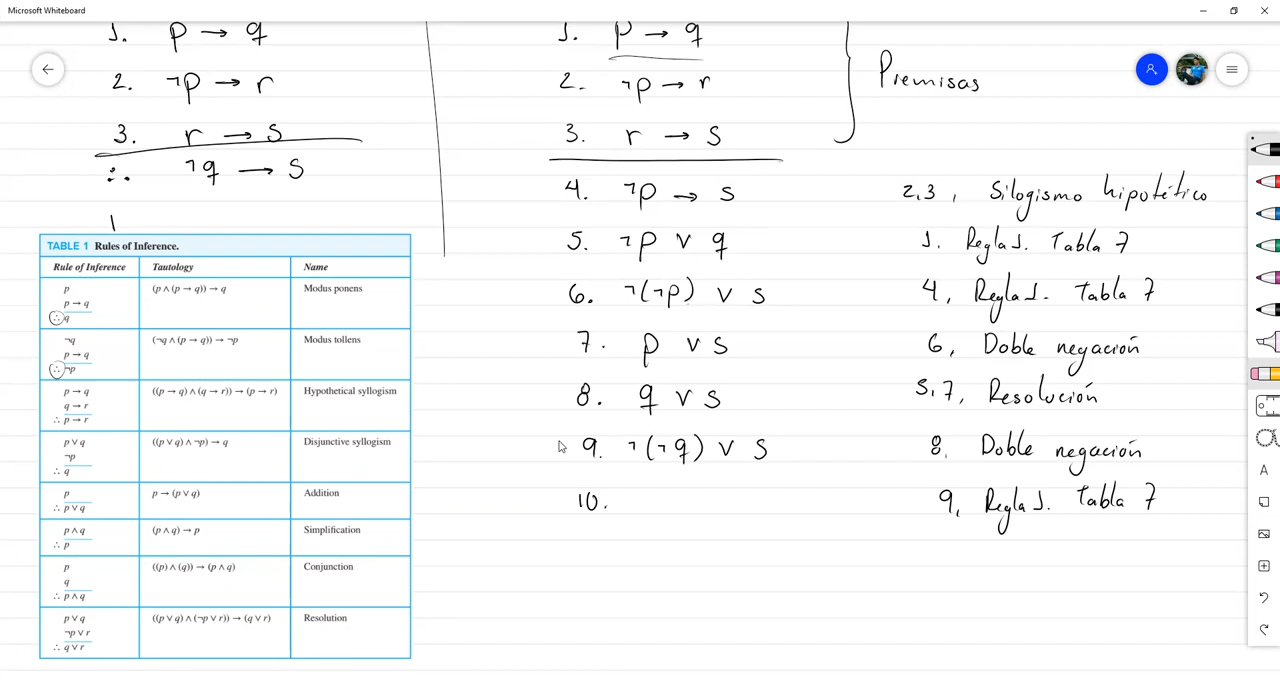 Microsoft Whiteboard
1. p → q
2. ¬p → r
3. r → s
∴ ¬q → s
1
TABLE 1 Rules of Inference.
Rule of Inference Tautology Name
p
p → q
∴ q
(p ∧ (p → q)) → q
Modus ponens
¬q
p → q
∴ ¬p
(¬q ∧ (p → q)) → ¬p
Modus tollens
p → q
q → r
∴ p → r
((p → q) ∧ (q → r)) → (p → r)
Hypothetical syllogism
p ∨ q
¬p
∴ q
((p ∨ q) ∧ ¬p) → q
Disjunctive syllogism
p
∴ p ∨ q
p → (p ∨ q)
Addition
p ∧ q
∴ p
(p ∧ q) → p
Simplification
p
q
∴ p ∧ q
((p) ∧ (q)) → (p ∧ q)
Conjunction
p ∨ q
¬p ∨ r
∴ q ∨ r
((p ∨ q) ∧ (¬p ∨ r)) → (q ∨ r)
Resolution
1. p → q
2. ¬p → r
3. r → s
Premisas
4. ¬p → s 2,3, Silogismo hipotético
5. ¬p ∨ q 1. Regla 1. Tabla 7
6. ¬(¬p) ∨ s 4, Regla 1. Tabla 7
7. p ∨ s 6, Doble negación
8. q ∨ s 5,7, Resolución
9. ¬(¬q) ∨ s 8, Doble negación
10. 9, Regla 1. Tabla 7
A